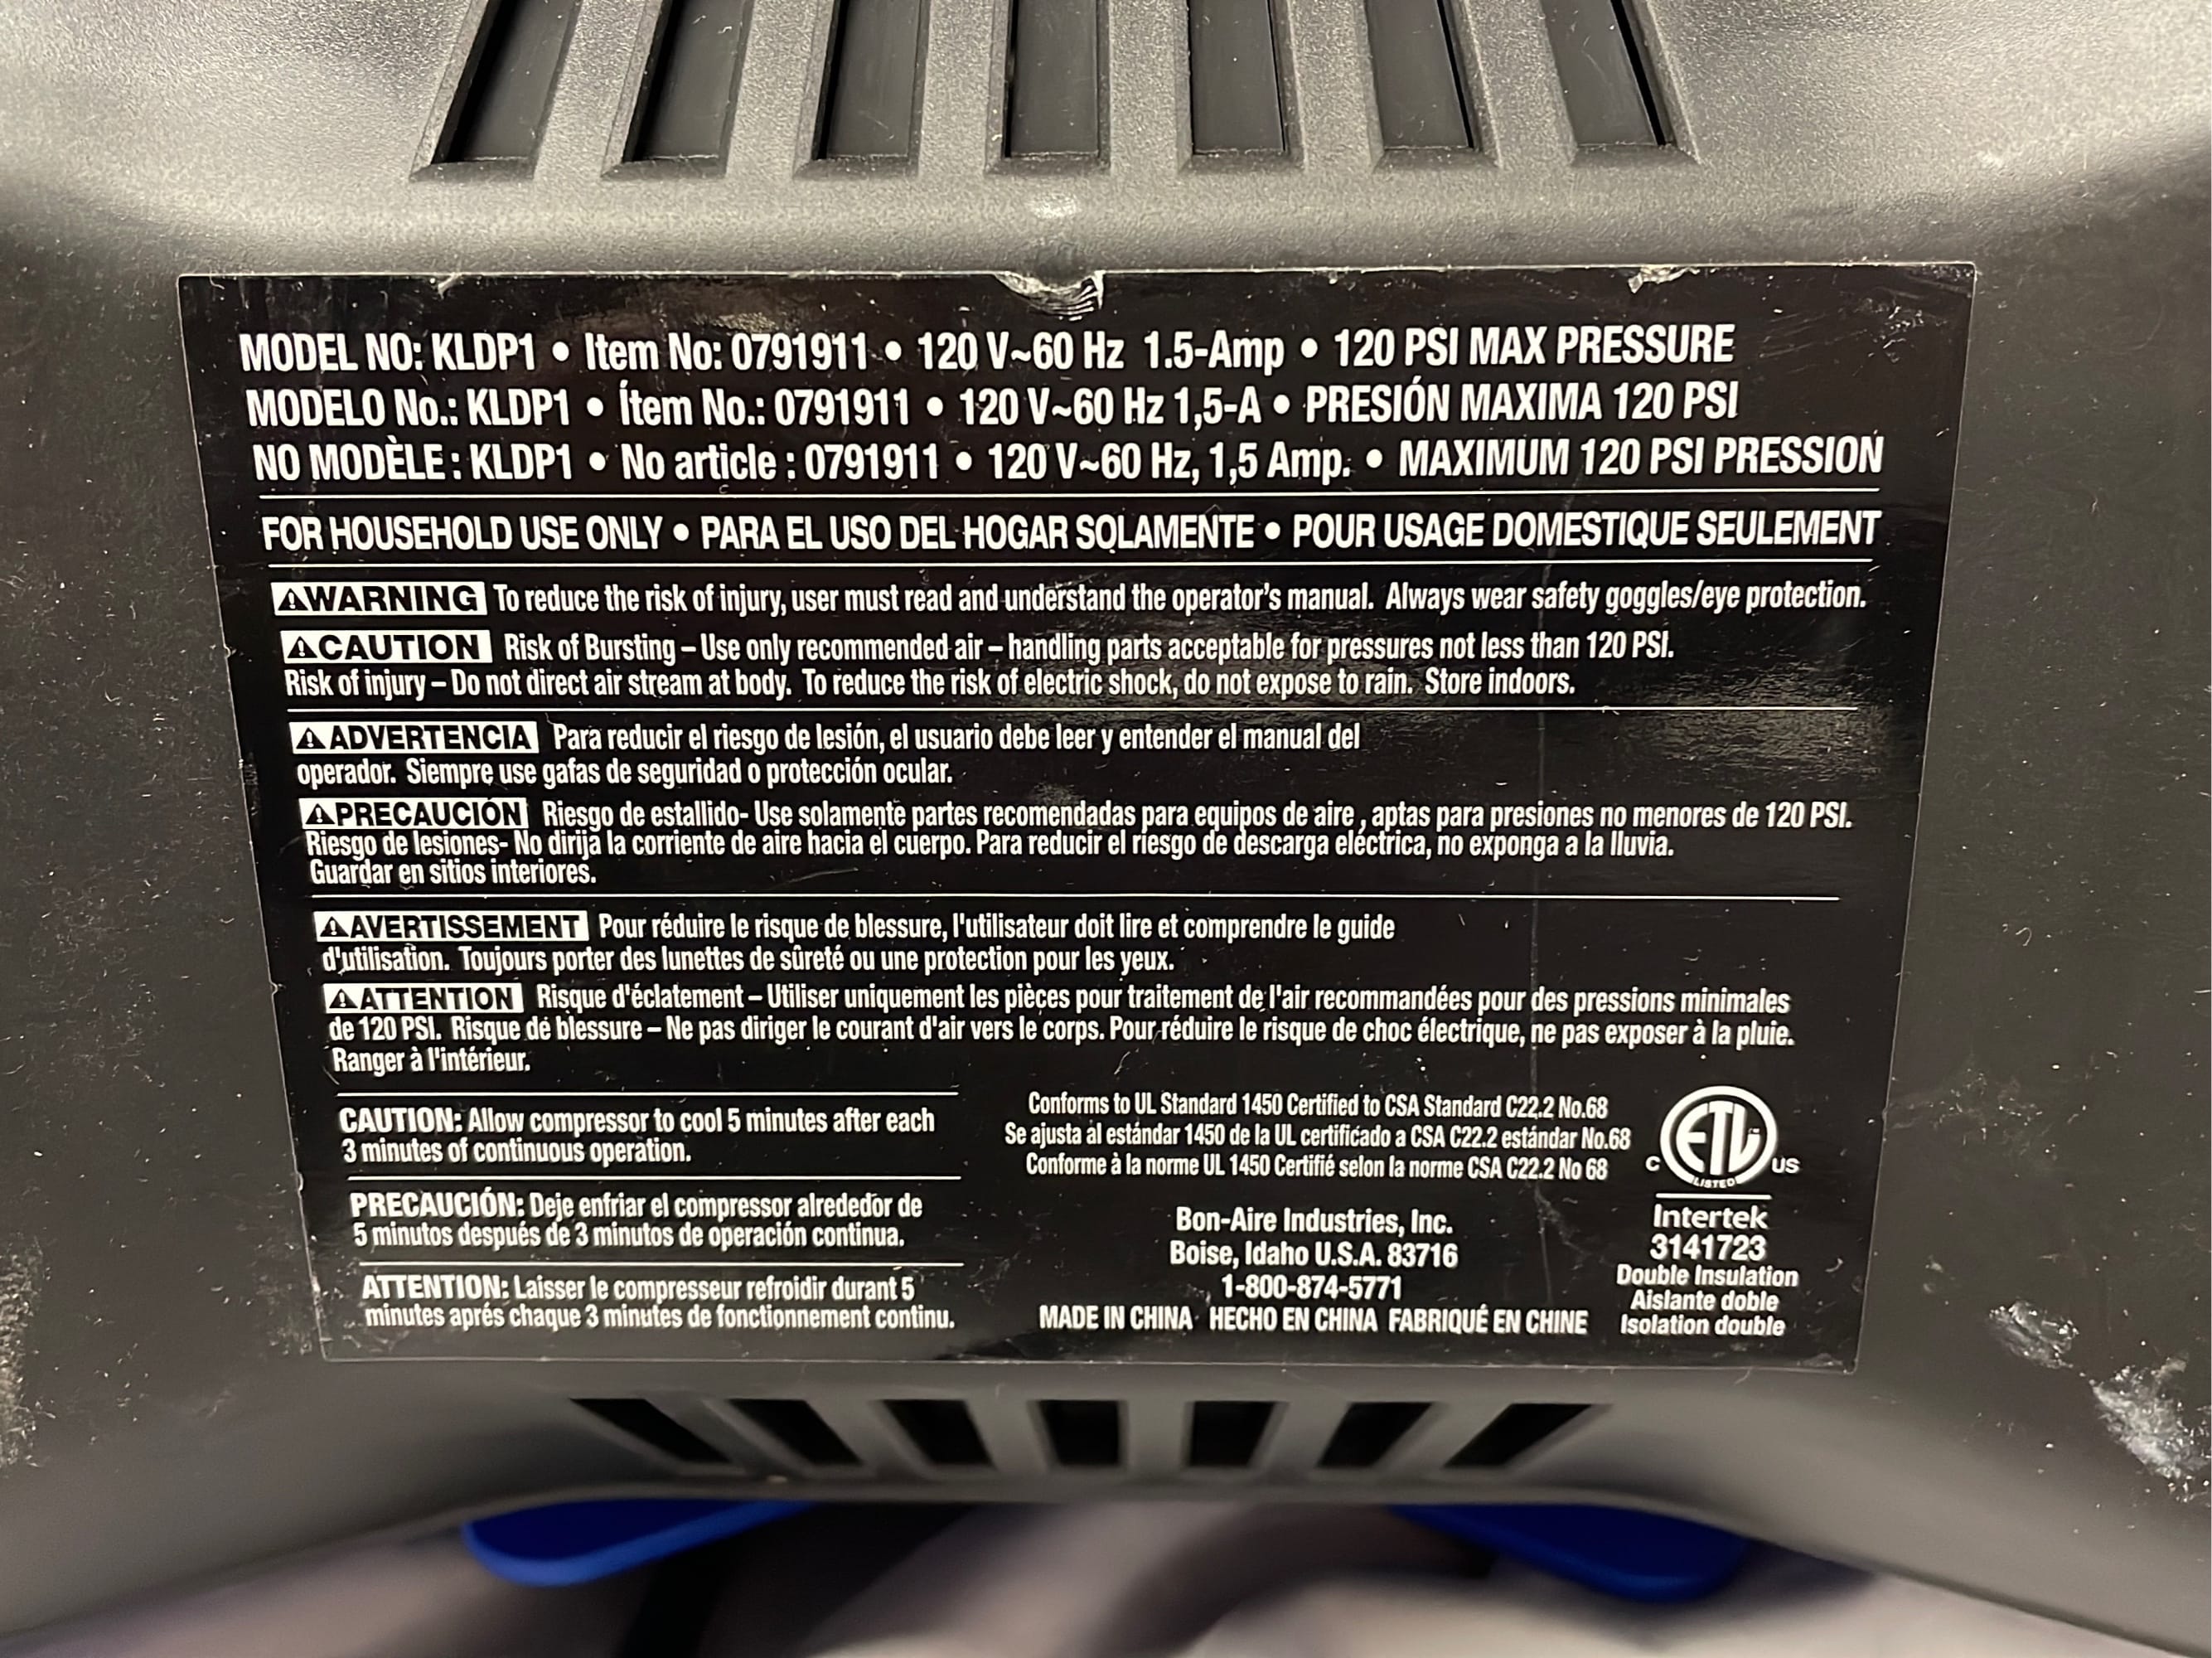 MODEL NO: KLDP1 • Item No: 0791911 • 120 V~60 Hz 1.5-Amp • 120 PSI MAX PRESSURE
MODELO No.: KLDP1 • Ítem No.: 0791911 • 120 V~60 Hz 1,5-A • PRESIÓN MAXIMA 120 PSI
NO MODÈLE : KLDP1 • No article : 0791911 • 120 V~60 Hz, 1,5 Amp. • MAXIMUM 120 PSI PRESSION
FOR HOUSEHOLD USE ONLY • PARA EL USO DEL HOGAR SOLAMENTE • POUR USAGE DOMESTIQUE SEULEMENT
⚠WARNING To reduce the risk of injury, user must read and understand the operator's manual. Always wear safety goggles/eye protection.
⚠CAUTION Risk of Bursting – Use only recommended air – handling parts acceptable for pressures not less than 120 PSI.
Risk of injury – Do not direct air stream at body. To reduce the risk of electric shock, do not expose to rain. Store indoors.
⚠ADVERTENCIA Para reducir el riesgo de lesión, el usuario debe leer y entender el manual del
operador. Siempre use gafas de seguridad o protección ocular.
⚠PRECAUCIÓN Riesgo de estallido- Use solamente partes recomendadas para equipos de aire , aptas para presiones no menores de 120 PSI.
Riesgo de lesiones- No dirija la corriente de aire hacia el cuerpo. Para reducir el riesgo de descarga eléctrica, no exponga a la lluvia.
Guardar en sitios interiores.
⚠AVERTISSEMENT Pour réduire le risque de blessure, l'utilisateur doit lire et comprendre le guide
d'utilisation. Toujours porter des lunettes de sûreté ou une protection pour les yeux.
⚠ATTENTION Risque d'éclatement – Utiliser uniquement les pièces pour traitement de l'air recommandées pour des pressions minimales
de 120 PSI. Risque de blessure – Ne pas diriger le courant d'air vers le corps. Pour réduire le risque de choc électrique, ne pas exposer à la pluie.
Ranger à l'intérieur.
CAUTION: Allow compressor to cool 5 minutes after each
3 minutes of continuous operation.
PRECAUCIÓN: Deje enfriar el compressor alrededor de
5 minutos después de 3 minutos de operación continua.
ATTENTION: Laisser le compresseur refroidir durant 5
minutes aprés chaque 3 minutes de fonctionnement continu.
Conforms to UL Standard 1450 Certified to CSA Standard C22.2 No.68
Se ajusta al estándar 1450 de la UL certificado a CSA C22.2 estándar No.68
Conforme à la norme UL 1450 Certifié selon la norme CSA C22.2 No 68
Bon-Aire Industries, Inc.
Boise, Idaho U.S.A. 83716
1-800-874-5771
MADE IN CHINA HECHO EN CHINA FABRIQUÉ EN CHINE
ETL
C US
LISTED
Intertek
3141723
Double Insulation
Aislante doble
Isolation double